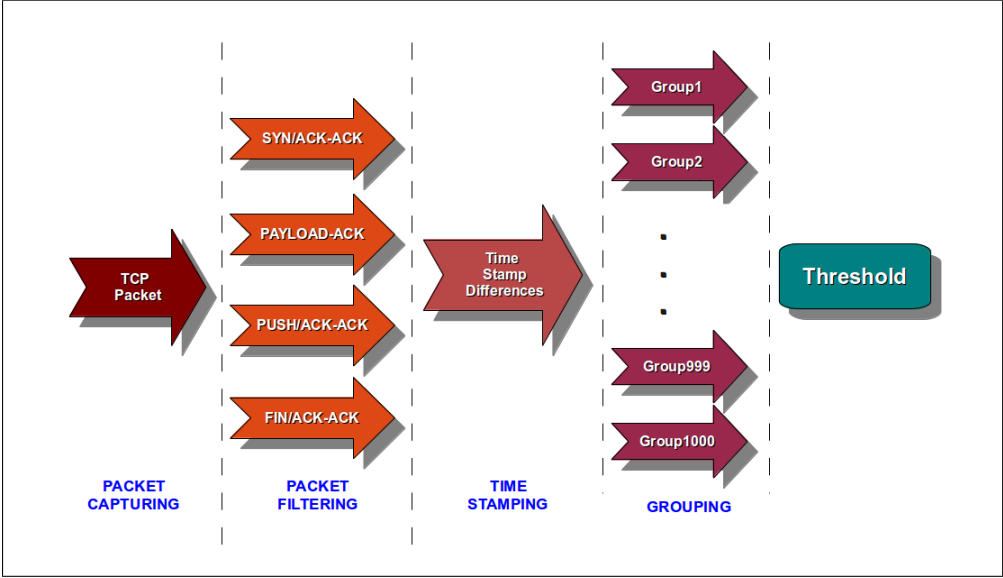 TCP
Packet
SYN/ACK-ACK
PAYLOAD-ACK
PUSH/ACK-ACK
FIN/ACK-ACK
Time
Stamp
Differences
Group1
Group2
Group999
Group1000
Threshold
PACKET
CAPTURING
PACKET
FILTERING
TIME
STAMPING
GROUPING